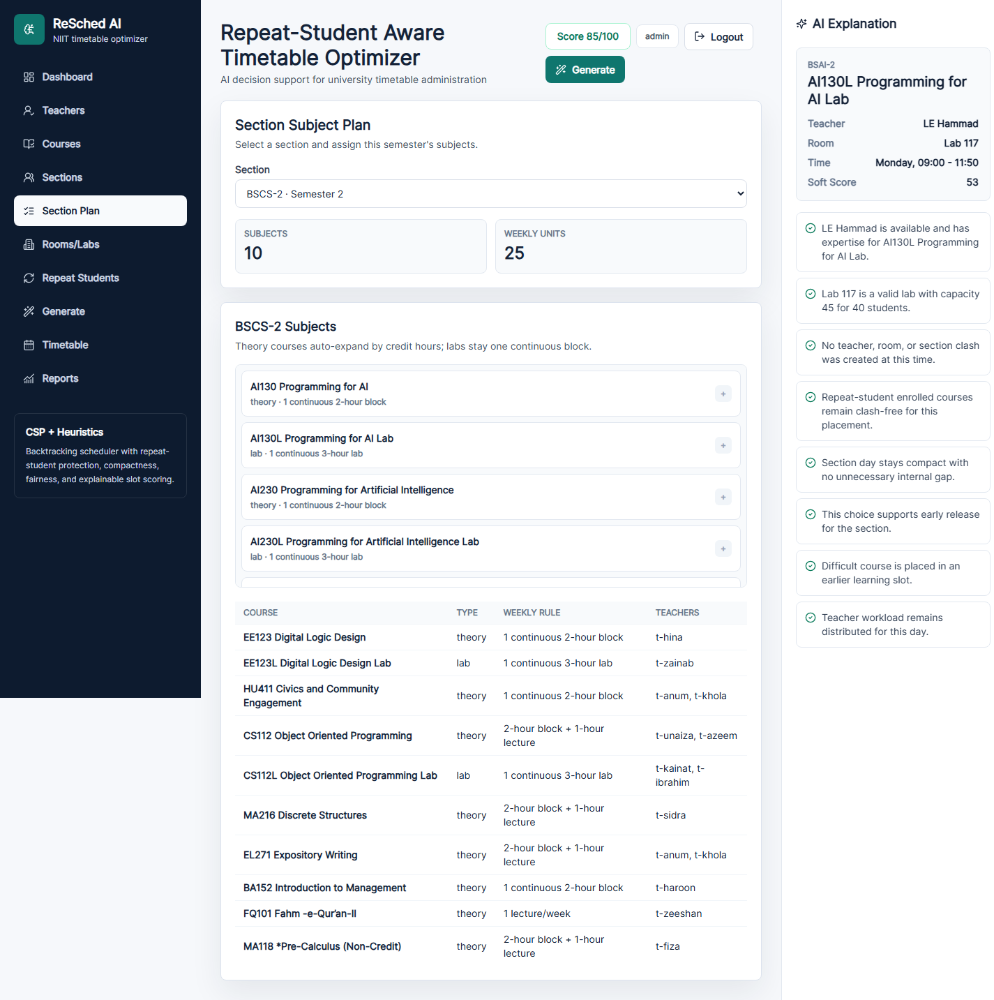 ReSched AI
NIIT timetable optimizer
Dashboard
Teachers
Courses
Sections
Section Plan
Rooms/Labs
Repeat Students
Generate
Timetable
Reports
CSP + Heuristics
Backtracking scheduler with repeat-
student protection, compactness,
fairness, and explainable slot scoring.
Repeat-Student Aware
Timetable Optimizer
AI decision support for university timetable administration
Score 85/100
admin
Logout
Generate
Section Subject Plan
Select a section and assign this semester's subjects.
Section
BSCS-2 · Semester 2
SUBJECTS
10
WEEKLY UNITS
25
BSCS-2 Subjects
Theory courses auto-expand by credit hours; labs stay one continuous block.
AI130 Programming for AI
theory · 1 continuous 2-hour block
+
AI130L Programming for AI Lab
lab · 1 continuous 3-hour lab
+
AI230 Programming for Artificial Intelligence
theory · 1 continuous 2-hour block
+
AI230L Programming for Artificial Intelligence Lab
lab · 1 continuous 3-hour lab
+
COURSE TYPE WEEKLY RULE TEACHERS
EE123 Digital Logic Design theory 1 continuous 2-hour block t-hina
EE123L Digital Logic Design Lab lab 1 continuous 3-hour lab t-zainab
HU411 Civics and Community
Engagement theory 1 continuous 2-hour block t-anum, t-khola
CS112 Object Oriented Programming theory 2-hour block + 1-hour
lecture t-unaiza, t-azeem
CS112L Object Oriented Programming Lab lab 1 continuous 3-hour lab t-kainat, t-
ibrahim
MA216 Discrete Structures theory 2-hour block + 1-hour
lecture t-sidra
EL271 Expository Writing theory 2-hour block + 1-hour
lecture t-anum, t-khola
BA152 Introduction to Management theory 1 continuous 2-hour block t-haroon
FQ101 Fahm -e-Qur'an-II theory 1 lecture/week t-zeeshan
MA118 *Pre-Calculus (Non-Credit) theory 2-hour block + 1-hour
lecture t-fiza
AI Explanation
BSAI-2
AI130L Programming for
AI Lab
Teacher LE Hammad
Room Lab 117
Time Monday, 09:00 - 11:50
Soft Score 53
LE Hammad is available and has
expertise for AI130L Programming
for AI Lab.
Lab 117 is a valid lab with capacity
45 for 40 students.
No teacher, room, or section clash
was created at this time.
Repeat-student enrolled courses
remain clash-free for this
placement.
Section day stays compact with
no unnecessary internal gap.
This choice supports early release
for the section.
Difficult course is placed in an
earlier learning slot.
Teacher workload remains
distributed for this day.